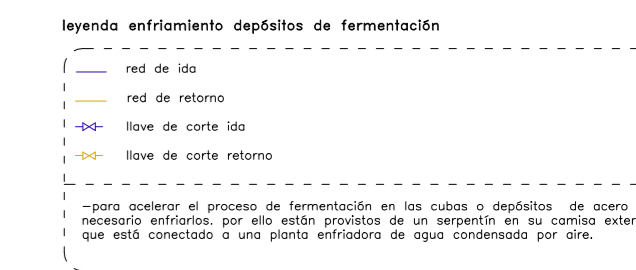 leyenda enfriamiento depósitos de fermentación
red de ida
red de retorno
llave de corte ida
llave de corte retorno
-para acelerar el proceso de fermentación en las cubas o depósitos de acero
necesario enfriarlos. por ello están provistos de un serpentín en su camisa
que está conectado a una planta enfriadora de agua condensada por aire.